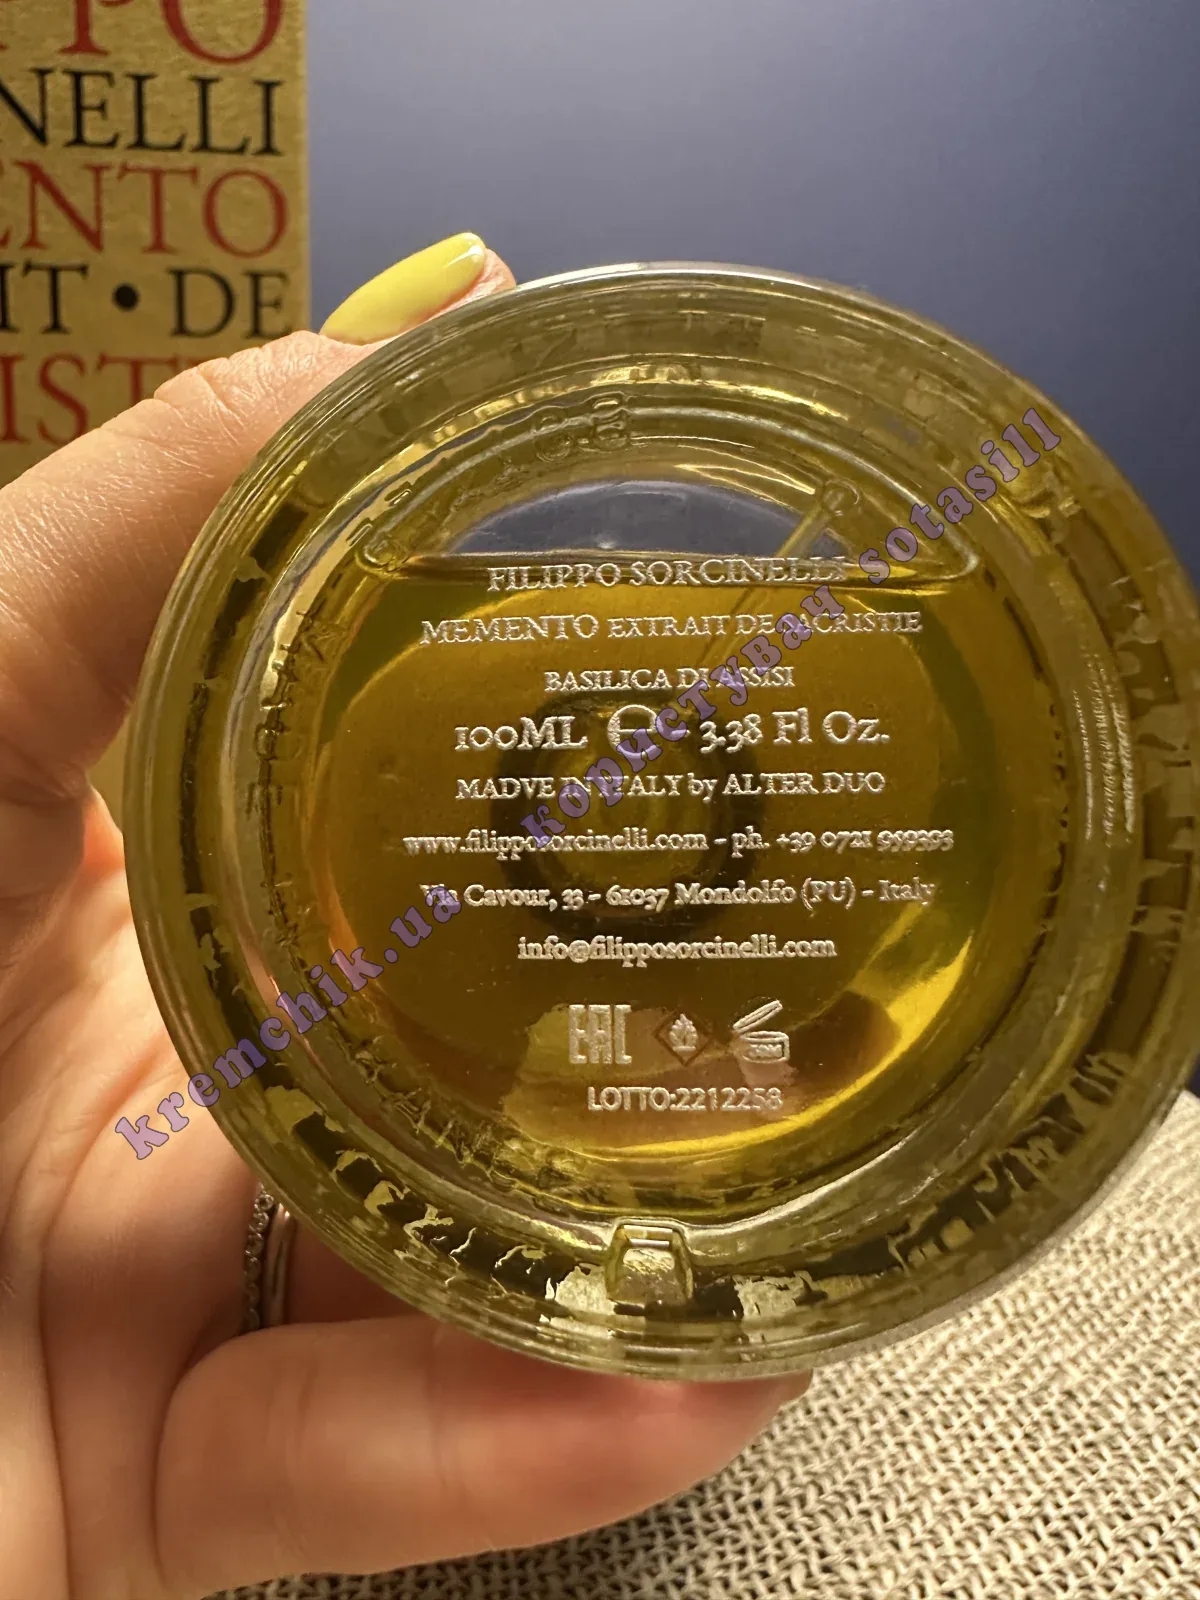 PPO
NELLI
ENTO
IT • DE
IST
FILIPPO SORCINELLI
MEMENTO EXTRAIT DE SACRISTIE
BASILICA DI ASSISI
100ML e 3.38 Fl Oz.
MADVE IN ITALY by ALTER DUO
www.filipposorcinelli.com - ph. +39 0721 959393
Via Cavour, 33 - 61037 Mondolfo (PU) - Italy
info@filipposorcinelli.com
EAC
LOTTO:2212258
kremchik.ua користувач sotasill